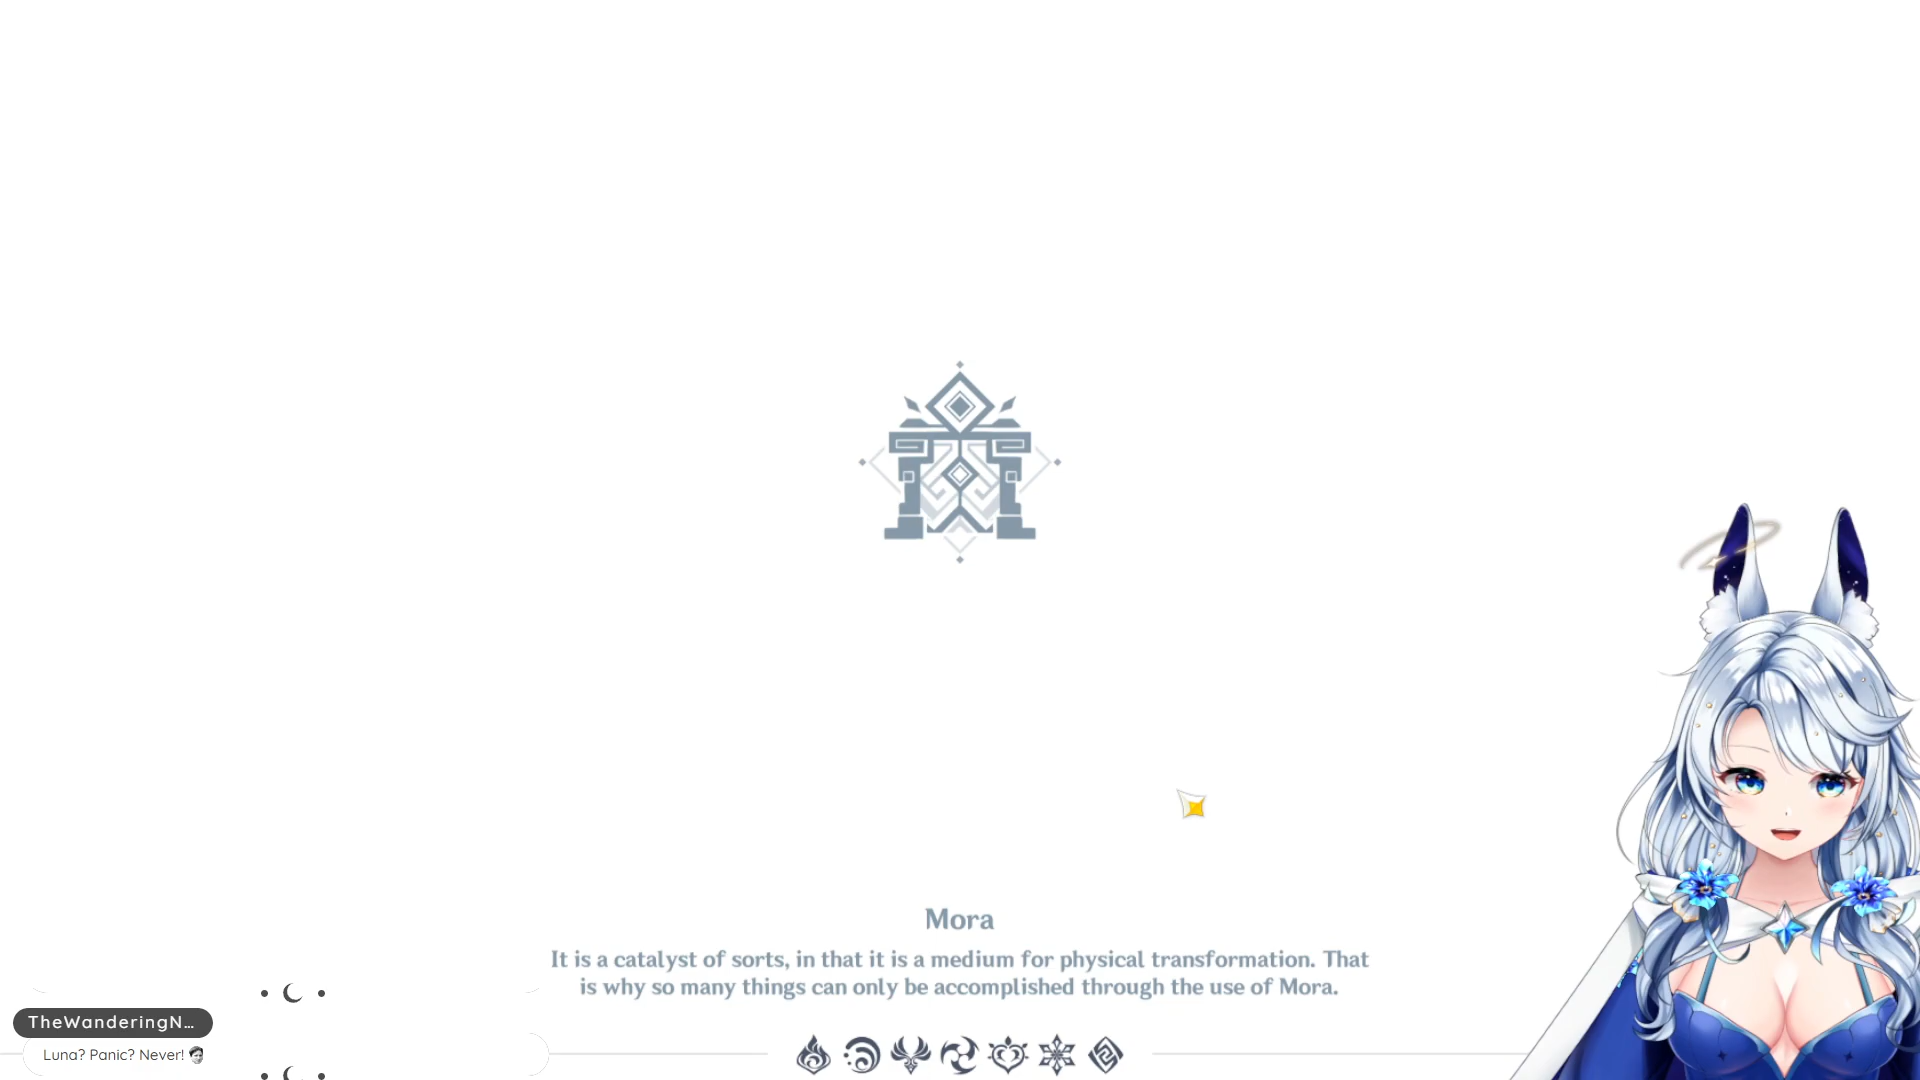 Mora
It is a catalyst of sorts, in that it is a medium for physical transformation. That
is why so many things can only be accomplished through the use of Mora.
TheWanderingN...
Luna? Panic? Never!